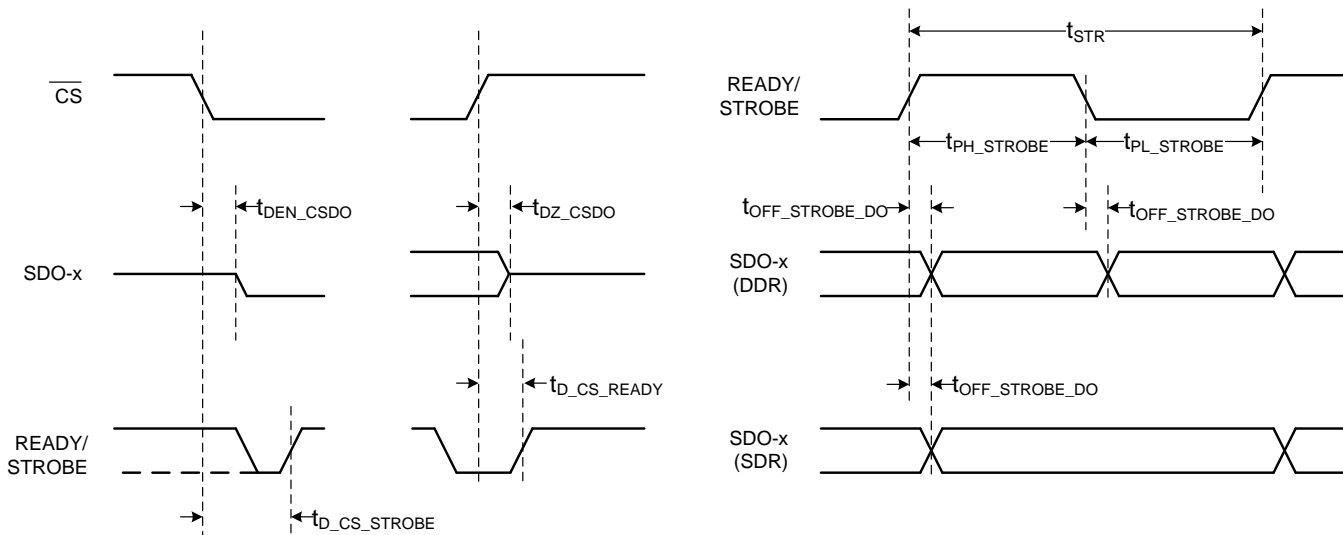 CS
tDEN_CSDO
tDZ_CSDO
SDO-x
tD_CS_READY
READY/
STROBE
tD_CS_STROBE
tSTR
READY/
STROBE
tPH_STROBE
tPL_STROBE
tOFF_STROBE_DO
tOFF_STROBE_DO
SDO-x
(DDR)
tOFF_STROBE_DO
SDO-x
(SDR)